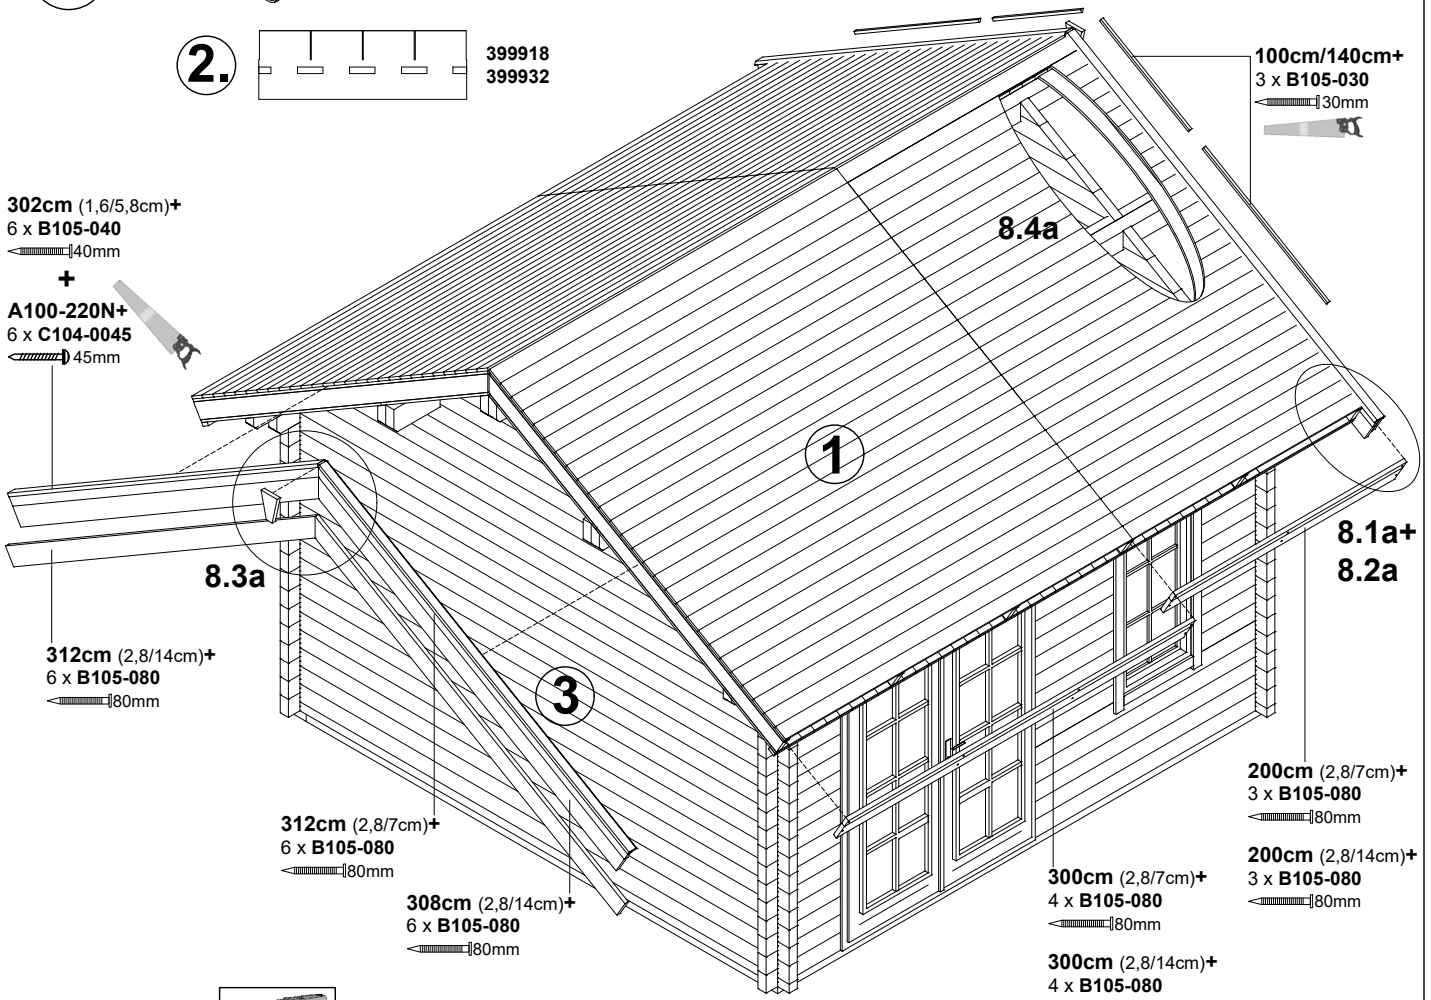 2.
399918
399932
100cm/140cm+
3 x B105-030
30mm
302cm (1,6/5,8cm)+
6 x B105-040
40mm
+
A100-220N+
6 x C104-0045
45mm
8.4a
1
8.3a
8.1a+
8.2a
312cm (2,8/14cm)+
6 x B105-080
80mm
3
312cm (2,8/7cm)+
6 x B105-080
80mm
308cm (2,8/14cm)+
6 x B105-080
80mm
200cm (2,8/7cm)+
3 x B105-080
80mm
200cm (2,8/14cm)+
3 x B105-080
80mm
300cm (2,8/7cm)+
4 x B105-080
80mm
300cm (2,8/14cm)+
4 x B105-080